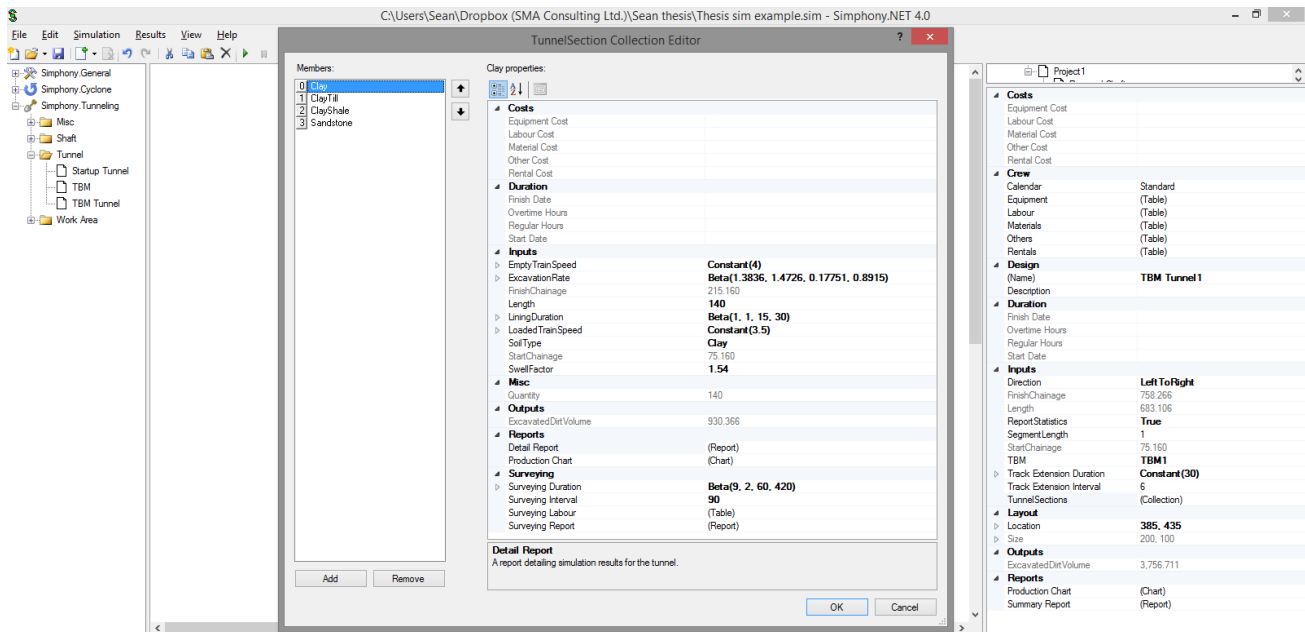 C:\Users\Sean\Dropbox (SMA Consulting Ltd.)\Sean thesis\Thesis sim example.sim - Simphony.NET 4.0
File Edit Simulation Results View Help
Simphony.General
Simphony.Cyclone
Simphony.Tunneling
Misc
Shaft
Tunnel
Startup Tunnel
TBM
TBM Tunnel
Work Area
TunnelSection Collection Editor
Members:
0 Clay
1 ClayTill
2 ClayShale
3 Sandstone
Add Remove
Clay properties:
Costs
Equipment Cost
Labour Cost
Material Cost
Other Cost
Rental Cost
Duration
Finish Date
Overtime Hours
Regular Hours
Start Date
Inputs
EmptyTrainSpeed Constant(4)
ExcavationRate Beta(1.3836, 1.4726, 0.17751, 0.8915)
FinishChainage 215.160
Length 140
LiningDuration Beta(1, 1, 15, 30)
LoadedTrainSpeed Constant(3.5)
SoilType Clay
StartChainage 75.160
SwellFactor 1.54
Misc
Quantity 140
Outputs
ExcavatedDirtVolume 930.366
Reports
Detail Report (Report)
Production Chart (Chart)
Surveying
Surveying Duration Beta(9, 2, 60, 420)
Surveying Interval 90
Surveying Labour (Table)
Surveying Report (Report)
Detail Report
A report detailing simulation results for the tunnel.
OK Cancel
Project1
Costs
Equipment Cost
Labour Cost
Material Cost
Other Cost
Rental Cost
Crew
Calendar Standard
Equipment (Table)
Labour (Table)
Materials (Table)
Others (Table)
Rentals (Table)
Design
(Name) TBM Tunnel1
Description
Duration
Finish Date
Overtime Hours
Regular Hours
Start Date
Inputs
Direction LeftToRight
FinishChainage 758.266
Length 683.106
ReportStatistics True
SegmentLength 1
StartChainage 75.160
TBM TBM1
Track Extension Duration Constant(30)
Track Extension Interval 6
TunnelSections (Collection)
Layout
Location 385, 435
Size 200, 100
Outputs
ExcavatedDirtVolume 3,756.711
Reports
Production Chart (Chart)
Summary Report (Report)